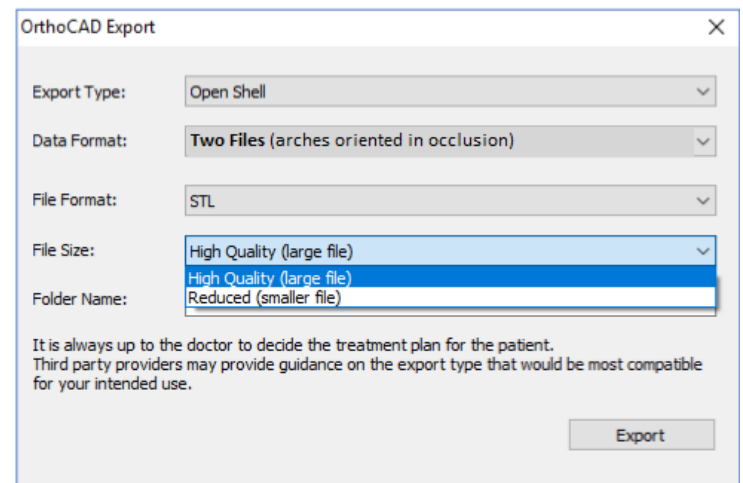 OrthoCAD Export
Export Type: Open Shell
Data Format: Two Files (arches oriented in occlusion)
File Format: STL
File Size: High Quality (large file)
High Quality (large file)
Reduced (smaller file)
Folder Name:
It is always up to the doctor to decide the treatment plan for the patient.
Third party providers may provide guidance on the export type that would be most compatible
for your intended use.
Export